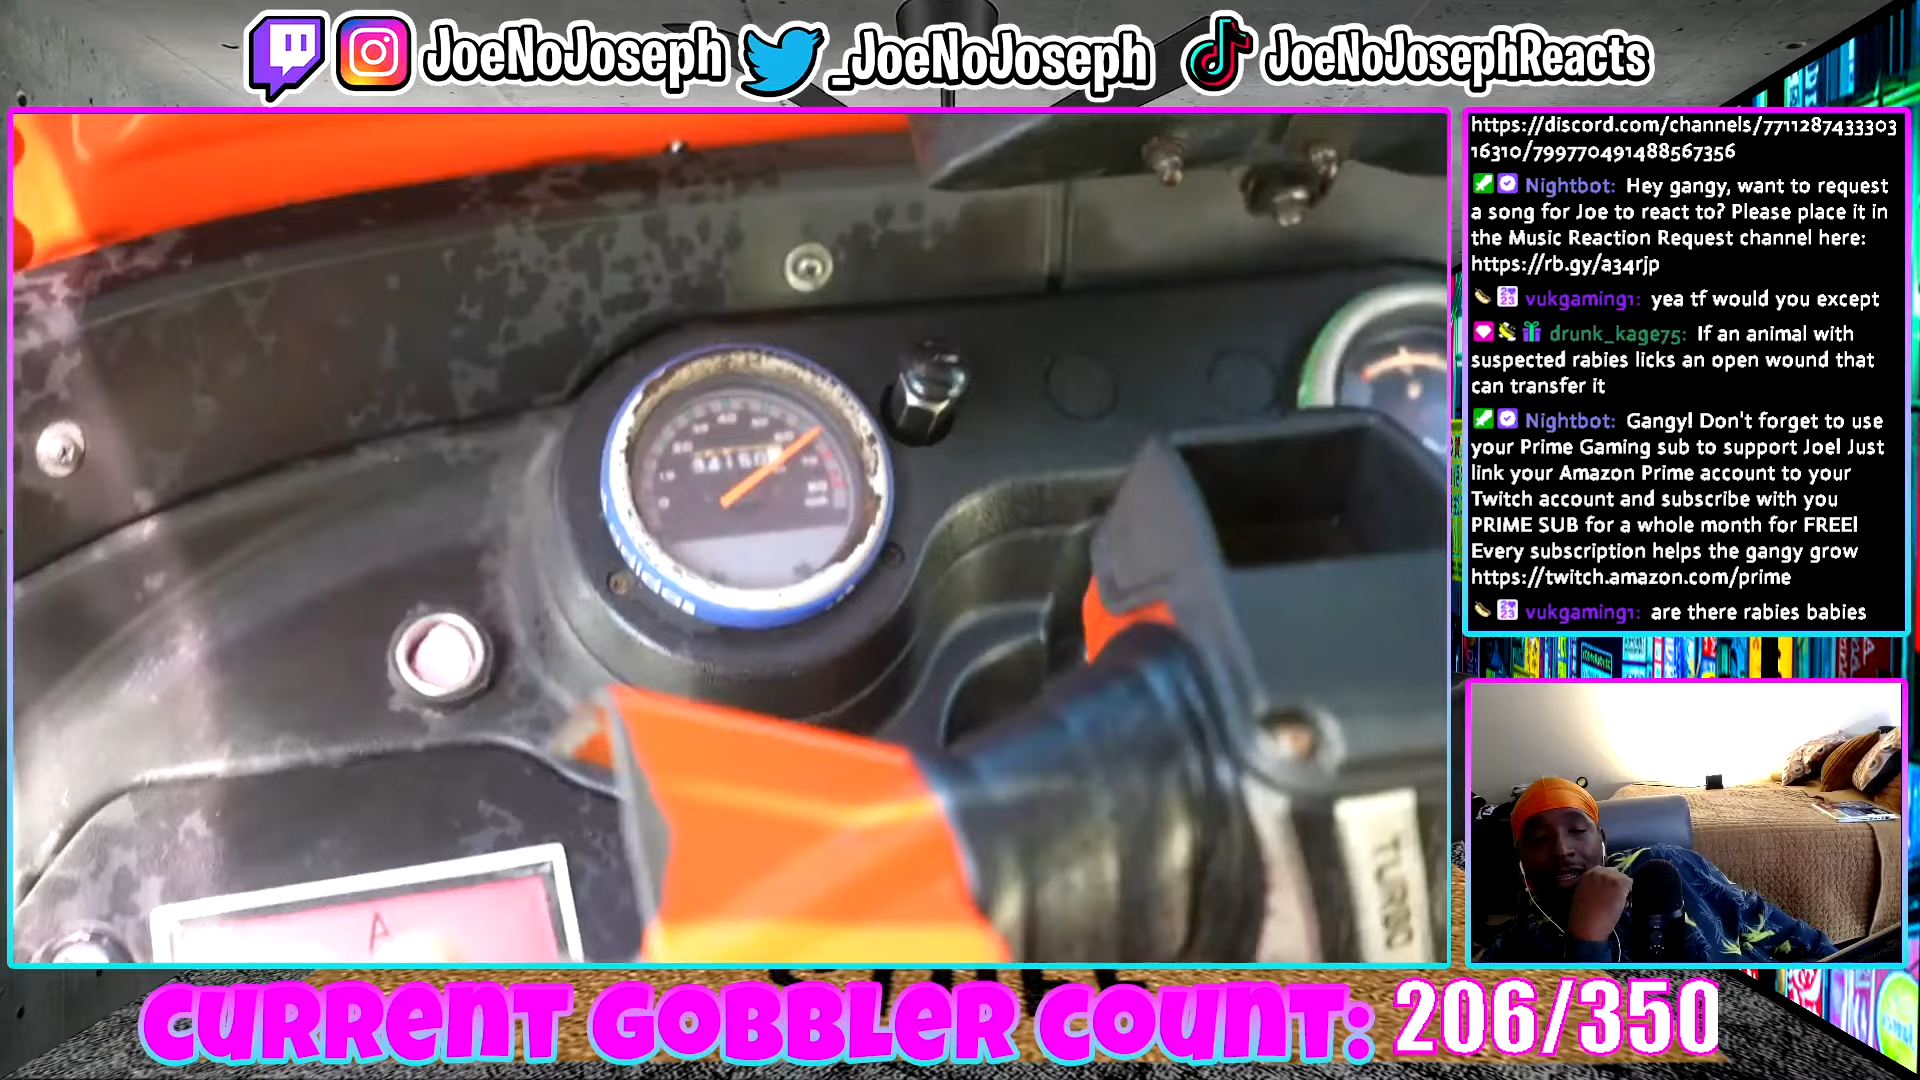 JoeNoJoseph _JoeNoJoseph JoeNoJosephReacts
https://discord.com/channels/7711287433303
16310/799770491488567356
Nightbot: Hey gangy, want to request
a song for Joe to react to? Please place it in
the Music Reaction Request channel here:
https://rb.gy/a34rjp
vukgaming1: yea tf would you except
drunk_kage75: If an animal with
suspected rabies licks an open wound that
can transfer it
Nightbot: Gangy! Don't forget to use
your Prime Gaming sub to support Joe! Just
link your Amazon Prime account to your
Twitch account and subscribe with you
PRIME SUB for a whole month for FREE!
Every subscription helps the gangy grow
https://twitch.amazon.com/prime
vukgaming1: are there rabies babies
TURBO
A
CURRENT GOBBLER COUNT: 206/350